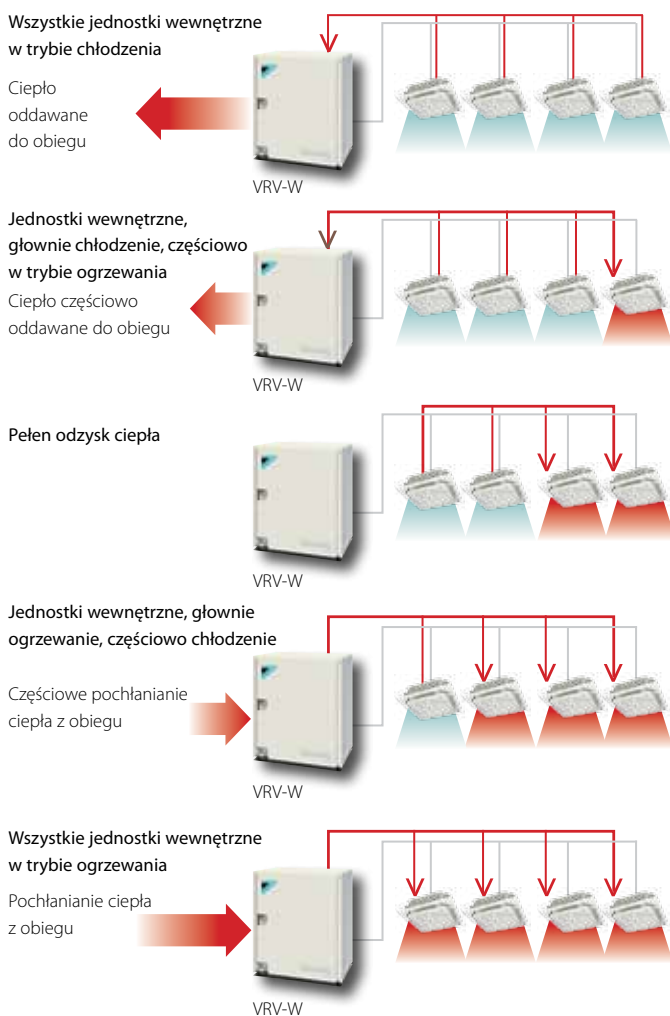 Wszystkie jednostki wewnętrzne
w trybie chłodzenia
Ciepło
oddawane
do obiegu
VRV-W
Jednostki wewnętrzne,
głownie chłodzenie, częściowo
w trybie ogrzewania
Ciepło częściowo
oddawane do obiegu
VRV-W
Pełen odzysk ciepła
VRV-W
Jednostki wewnętrzne, głownie
ogrzewanie, częściowo chłodzenie
Częściowe pochłanianie
ciepła z obiegu
VRV-W
Wszystkie jednostki wewnętrzne
w trybie ogrzewania
Pochłanianie ciepła
z obiegu
VRV-W